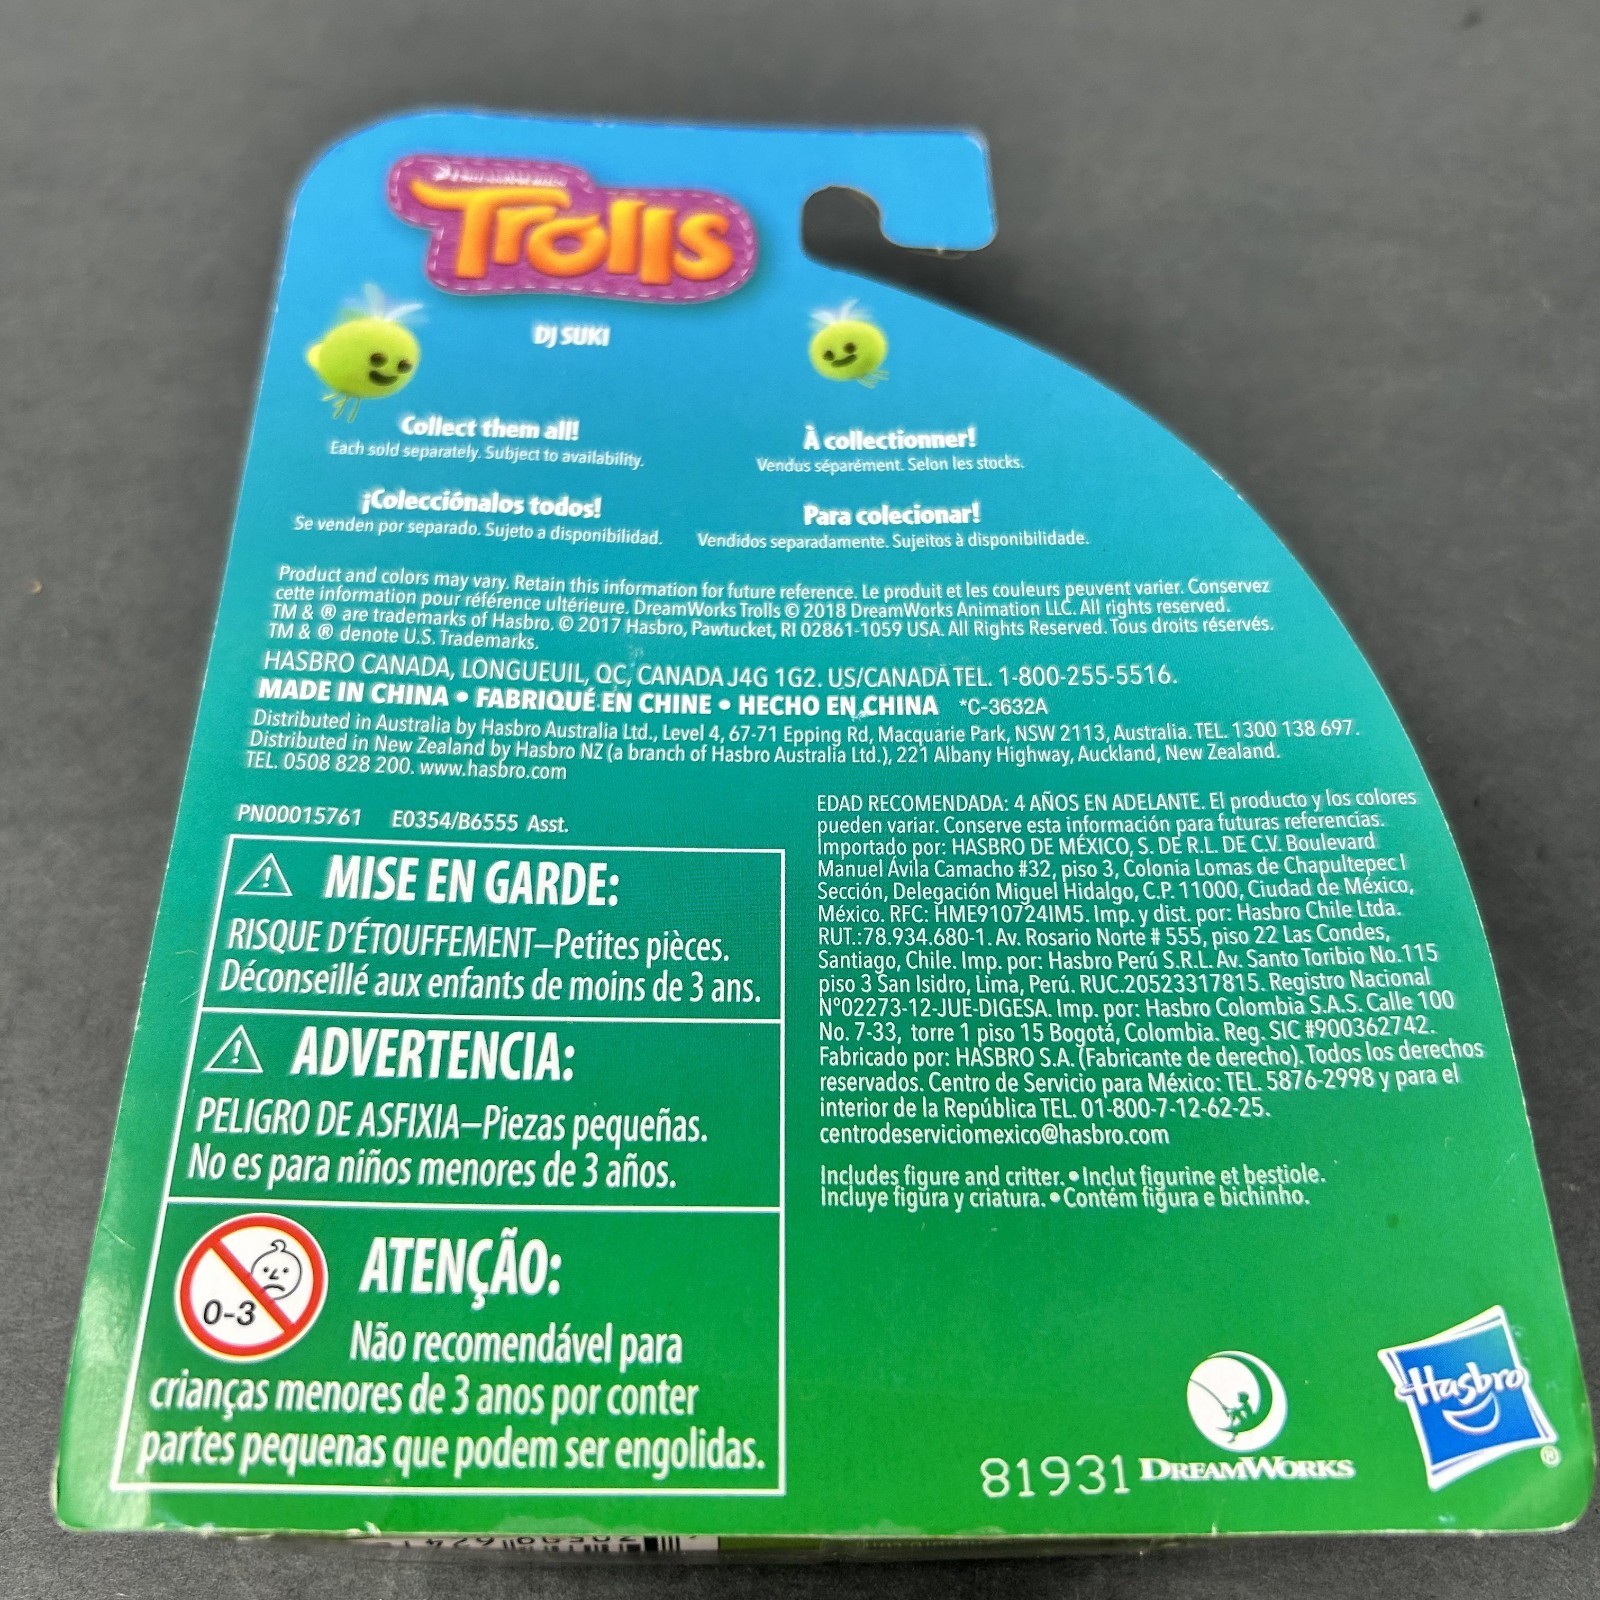 Trolls
DJ SUKI
Collect them all!
Each sold separately. Subject to availability.
À collectionner!
Vendus séparément. Selon les stocks.
¡Colecciónalos todos!
Se venden por separado. Sujeto a disponibilidad.
Para colecionar!
Vendidos separadamente. Sujeitos à disponibilidade.
Product and colors may vary. Retain this information for future reference. Le produit et les couleurs peuvent varier. Conservez
cette information pour référence ultérieure. DreamWorks Trolls © 2018 DreamWorks Animation LLC. All rights reserved.
TM & ® are trademarks of Hasbro. © 2017 Hasbro, Pawtucket, RI 02861-1059 USA. All Rights Reserved. Tous droits réservés.
TM & ® denote U.S. Trademarks.
HASBRO CANADA, LONGUEUIL, QC, CANADA J4G 1G2. US/CANADA TEL. 1-800-255-5516.
MADE IN CHINA • FABRIQUÉ EN CHINE • HECHO EN CHINA *C-3632A
Distributed in Australia by Hasbro Australia Ltd., Level 4, 67-71 Epping Rd, Macquarie Park, NSW 2113, Australia. TEL. 1300 138 697.
Distributed in New Zealand by Hasbro NZ (a branch of Hasbro Australia Ltd.), 221 Albany Highway, Auckland, New Zealand.
TEL. 0508 828 200. www.hasbro.com
PN00015761 E0354/B6555 Asst.
MISE EN GARDE:
RISQUE D'ÉTOUFFEMENT–Petites pièces.
Déconseillé aux enfants de moins de 3 ans.
ADVERTENCIA:
PELIGRO DE ASFIXIA–Piezas pequeñas.
No es para niños menores de 3 años.
0-3
ATENÇÃO:
Não recomendável para
crianças menores de 3 anos por conter
partes pequenas que podem ser engolidas.
EDAD RECOMENDADA: 4 AÑOS EN ADELANTE. El producto y los colores
pueden variar. Conserve esta información para futuras referencias.
Importado por: HASBRO DE MÉXICO, S. DE R.L. DE C.V. Boulevard
Manuel Ávila Camacho #32, piso 3, Colonia Lomas de Chapultepec I
Sección, Delegación Miguel Hidalgo, C.P. 11000, Ciudad de México,
México. RFC: HME910724IM5. Imp. y dist. por: Hasbro Chile Ltda.
RUT.:78.934.680-1. Av. Rosario Norte # 555, piso 22 Las Condes,
Santiago, Chile. Imp. por: Hasbro Perú S.R.L. Av. Santo Toribio No.115
piso 3 San Isidro, Lima, Perú. RUC.20523317815. Registro Nacional
N°02273-12-JUE-DIGESA. Imp. por: Hasbro Colombia S.A.S. Calle 100
No. 7-33, torre 1 piso 15 Bogotá, Colombia. Reg. SIC #900362742.
Fabricado por: HASBRO S.A. (Fabricante de derecho). Todos los derechos
reservados. Centro de Servicio para México: TEL. 5876-2998 y para el
interior de la República TEL. 01-800-7-12-62-25.
centrodeserviciomexico@hasbro.com
Includes figure and critter. • Inclut figurine et bestiole.
Incluye figura y criatura. • Contém figura e bichinho.
81931 DREAMWORKS
Hasbro ®